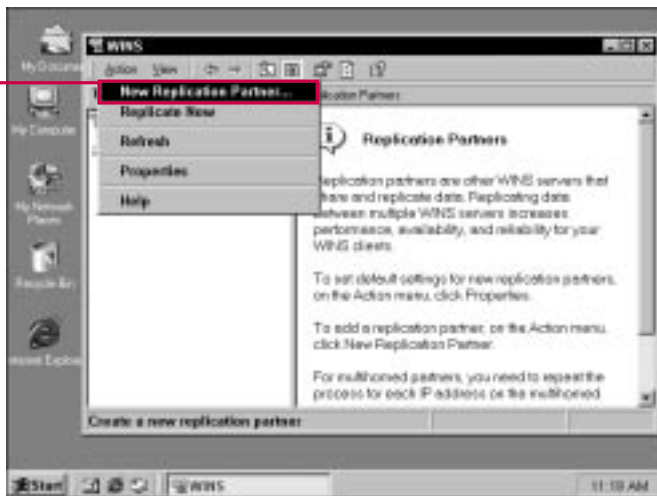 WINS
My Docume
Action View
New Replication Partner...
Replicate Now
Refresh
Properties
Help
My Compute
My Network
Places
Recycle Bin
Internet Explore
Replication Partners
Replication Partners
Replication partners are other WINS servers that
share and replicate data. Replicating data
between multiple WINS servers increases
performance, availability, and reliability for your
WINS clients.
To set default settings for new replication partners,
on the Action menu, click Properties.
To add a replication partner, on the Action menu,
click New Replication Partner.
For multihomed partners, you need to repeat the
process for each IP address on the multihomed
Create a new replication partner
Start
WINS
11:19 AM